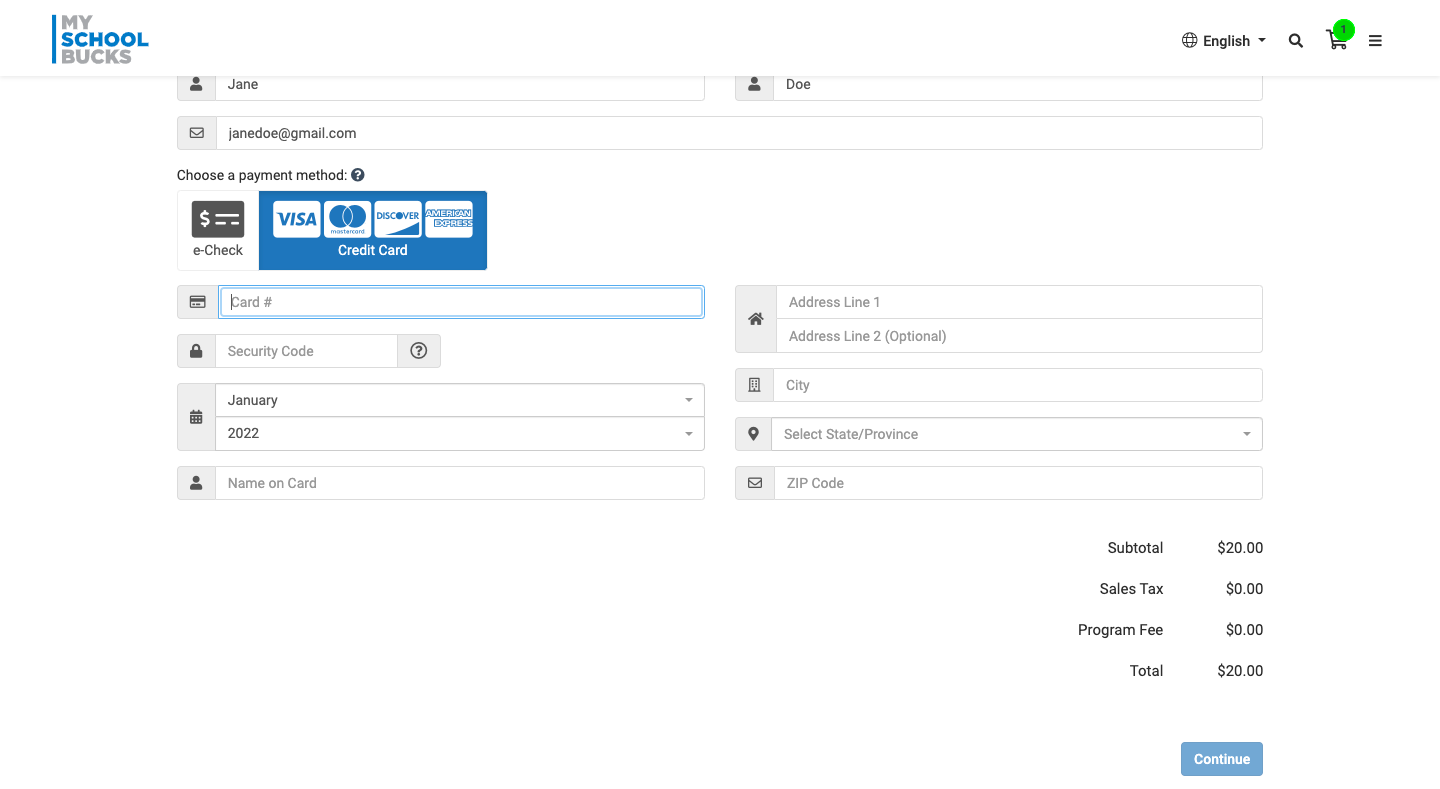 MY
SCHOOL
BUCKS
English
1
Jane
Doe
janedoe@gmail.com
Choose a payment method:
e-Check
VISA
mastercard
DISCOVER
AMERICAN
EXPRESS
Credit Card
Card #
Address Line 1
Address Line 2 (Optional)
Security Code
January
City
2022
Select State/Province
Name on Card
ZIP Code
Subtotal $20.00
Sales Tax $0.00
Program Fee $0.00
Total $20.00
Continue